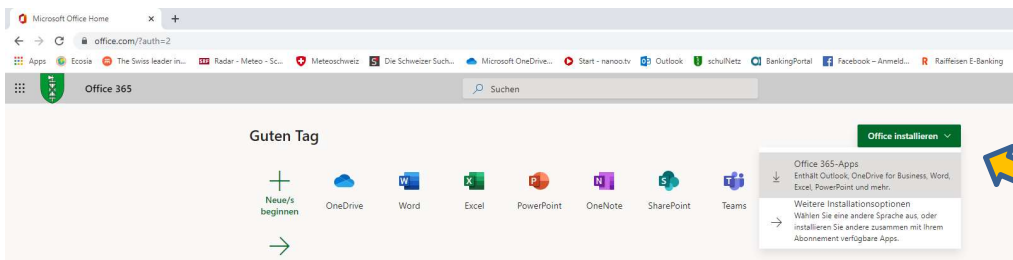 Microsoft Office Home
office.com/?auth=2
Apps Ecosia The Swiss leader in... SRF Radar - Meteo - Sc... Meteoschweiz Die Schweizer Such... Microsoft OneDrive... Start - nanoo.tv Outlook schulNetz BankingPortal Facebook – Anmeld... Raiffeisen E-Banking
Office 365
Suchen
Guten Tag
Office installieren
Neue/s
beginnen
OneDrive
Word
Excel
PowerPoint
OneNote
SharePoint
Teams
Office 365-Apps
Enthält Outlook, OneDrive for Business, Word,
Excel, PowerPoint und mehr.
Weitere Installationsoptionen
Wählen Sie eine andere Sprache aus, oder
installieren Sie andere zusammen mit Ihrem
Abonnement verfügbare Apps.